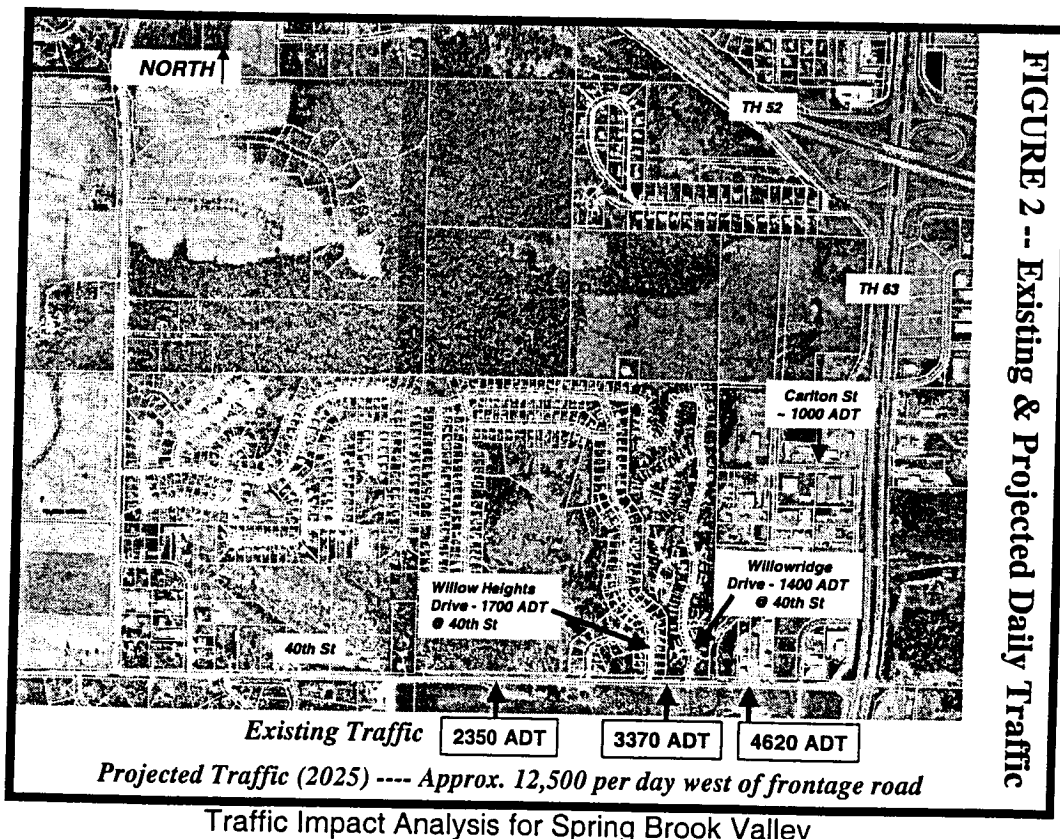 FIGURE 2 -- Existing & Projected Daily Traffic
NORTH
TH 52
TH 63
Carlton St
~ 1000 ADT
Willow Heights
Drive - 1700 ADT
@ 40th St
Willowridge
Drive - 1400 ADT
@ 40th St
40th St
Existing Traffic
2350 ADT
3370 ADT
4620 ADT
Projected Traffic (2025) ---- Approx. 12,500 per day west of frontage road
Traffic Impact Analysis for Spring Brook Valley